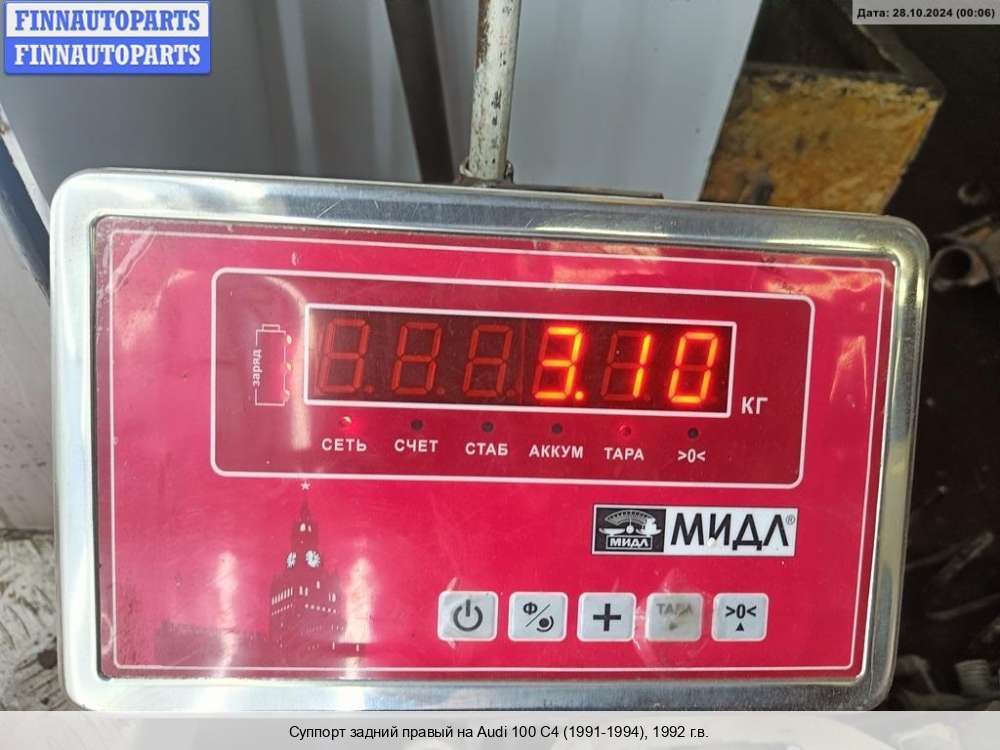 FINNAUTOPARTS
FINNAUTOPARTS
Дата: 28.10.2024 (00:06)
заряд
3.10
КГ
СЕТЬ СЧЕТ СТАБ АККУМ ТАРА >0<
МИДЛ МИДЛ®
Ф ТАРА >0<
Суппорт задний правый на Audi 100 C4 (1991-1994), 1992 г.в.